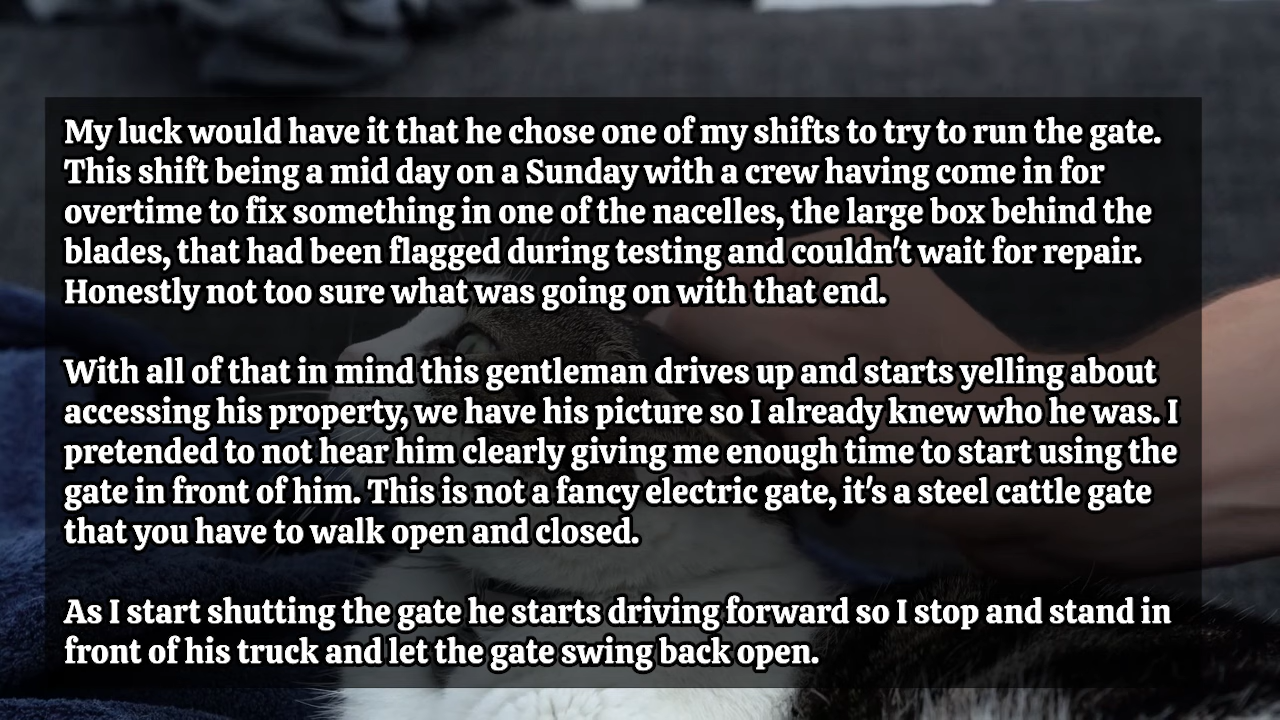 My luck would have it that he chose one of my shifts to try to run the gate.
This shift being a mid day on a Sunday with a crew having come in for
overtime to fix something in one of the nacelles, the large box behind the
blades, that had been flagged during testing and couldn't wait for repair.
Honestly not too sure what was going on with that end.
With all of that in mind this gentleman drives up and starts yelling about
accessing his property, we have his picture so I already knew who he was. I
pretended to not hear him clearly giving me enough time to start using the
gate in front of him. This is not a fancy electric gate, it's a steel cattle gate
that you have to walk open and closed.
As I start shutting the gate he starts driving forward so I stop and stand in
front of his truck and let the gate swing back open.